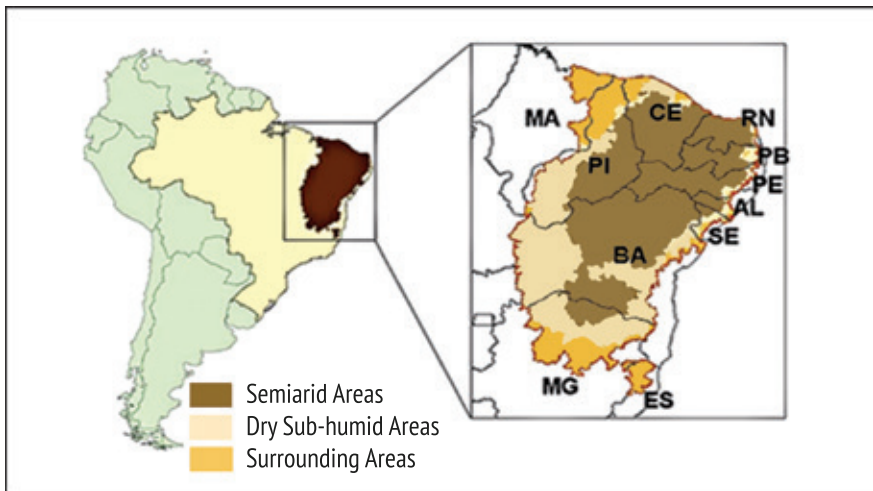 MA
CE
RN
PI
PB
PE
AL
SE
BA
MG
ES
Semiarid Areas
Dry Sub-humid Areas
Surrounding Areas